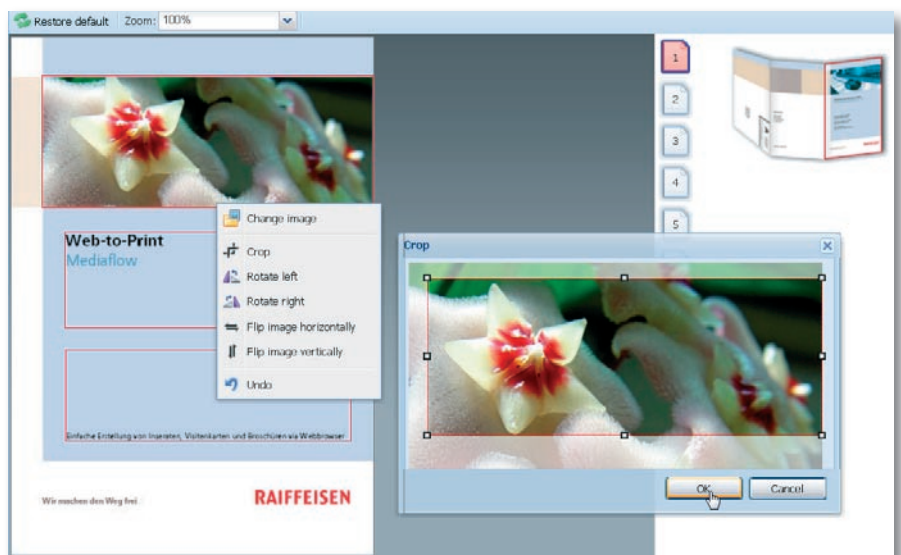 Restore default Zoom: 100%
1
2
3
4
5
Change image
Crop
Rotate left
Rotate right
Flip image horizontally
Flip image vertically
Undo
Web-to-Print
Mediaflow
Einfache Erstellung von Inseraten, Visitenkarten und Broschüren via Webbrowser
Wir machen den Weg frei
RAIFFEISEN
Crop
OK
Cancel